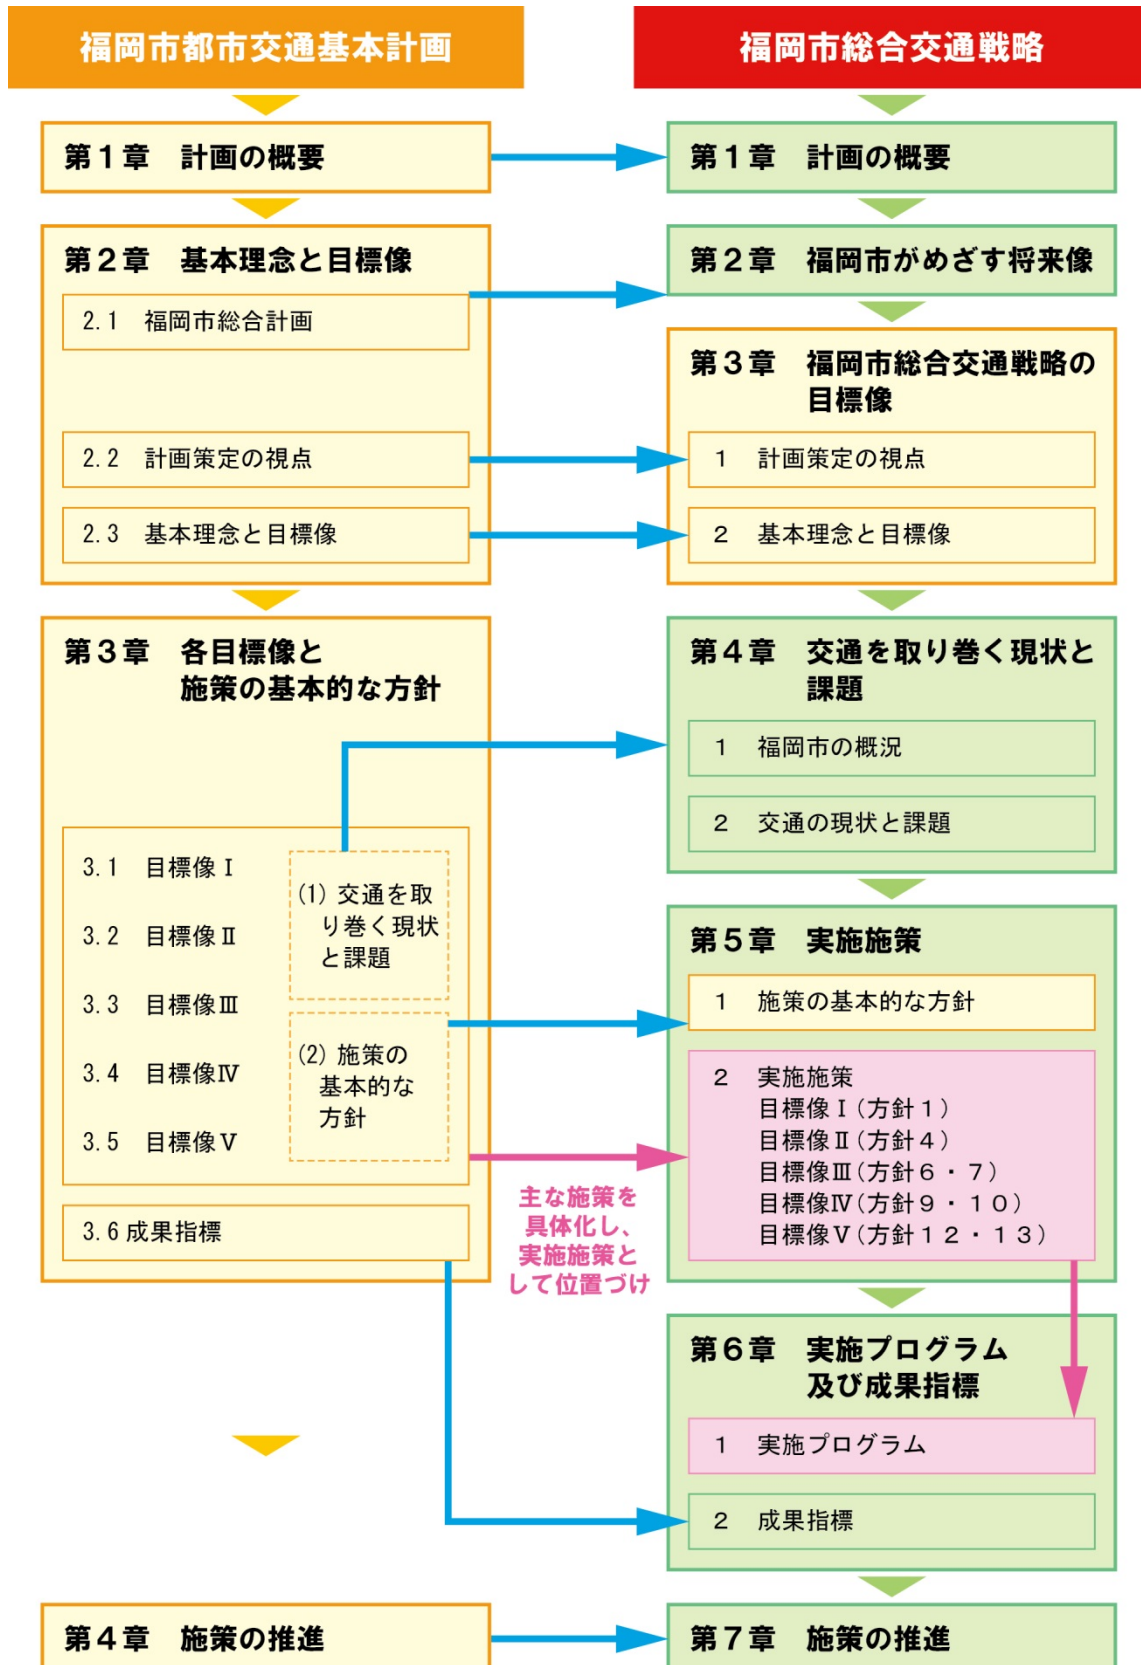 福岡市都市交通基本計画
第１章　計画の概要
第２章　基本理念と目標像
2.1　福岡市総合計画
2.2　計画策定の視点
2.3　基本理念と目標像
第３章　各目標像と
施策の基本的な方針
3.1　目標像Ⅰ
3.2　目標像Ⅱ
3.3　目標像Ⅲ
3.4　目標像Ⅳ
3.5　目標像Ⅴ
(1) 交通を取
り巻く現状
と課題
(2) 施策の
基本的な
方針
3.6 成果指標
主な施策を
具体化し、
実施施策と
して位置づけ
第４章　施策の推進
福岡市総合交通戦略
第１章　計画の概要
第２章　福岡市がめざす将来像
第３章　福岡市総合交通戦略の
目標像
1　計画策定の視点
2　基本理念と目標像
第４章　交通を取り巻く現状と
課題
1　福岡市の概況
2　交通の現状と課題
第５章　実施施策
1　施策の基本的な方針
2　実施施策
目標像Ⅰ（方針１）
目標像Ⅱ（方針４）
目標像Ⅲ（方針６・７）
目標像Ⅳ（方針９・１０）
目標像Ⅴ（方針１２・１３）
第６章　実施プログラム
及び成果指標
1　実施プログラム
2　成果指標
第７章　施策の推進